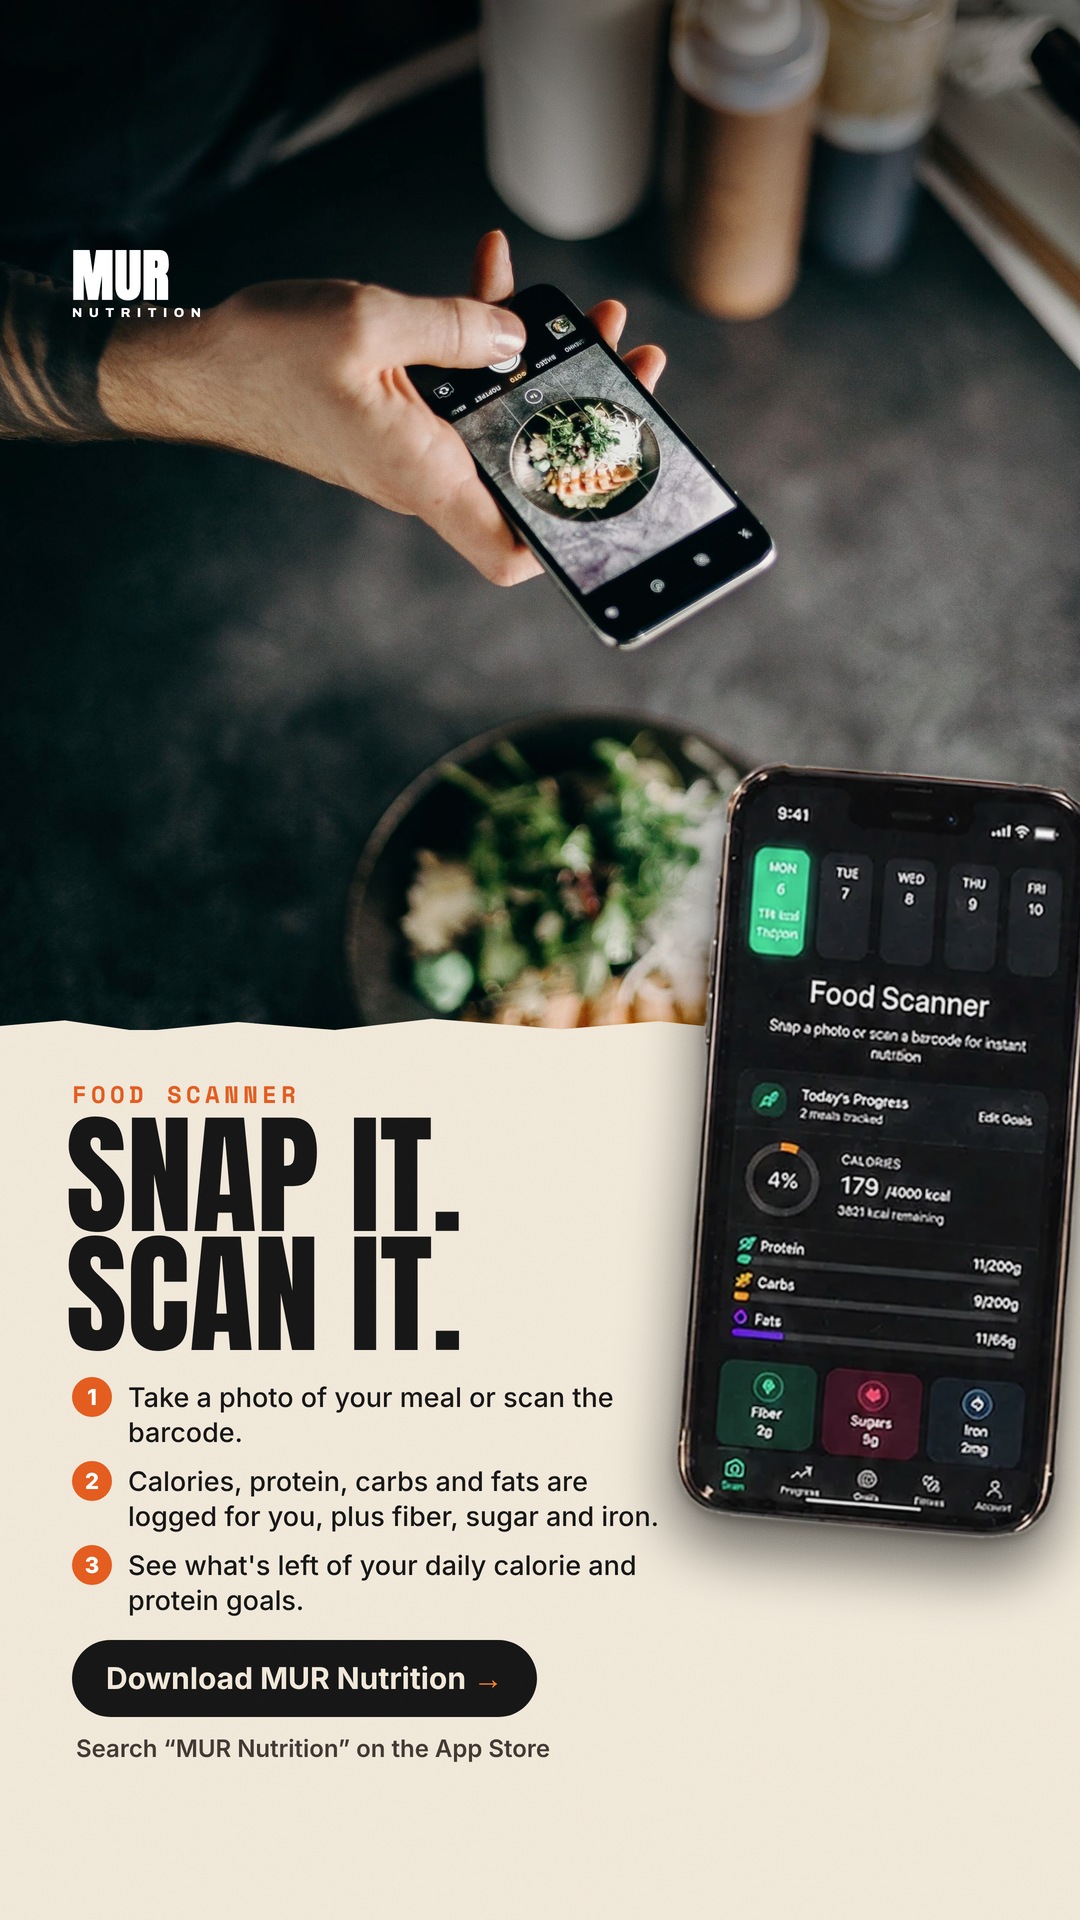 MUR
NUTRITION
ВИДЕО
ФОТО
ПОРТРЕТ
9:41
MON
6
TUE
7
WED
8
THU
9
FRI
10
Food Scanner
Snap a photo or scan a barcode for instant
nutrition
Today's Progress
2 meals tracked
Edit Goals
4%
CALORIES
179 /4000 kcal
3821 kcal remaining
Protein
11/200g
Carbs
9/200g
Fats
11/65g
Fiber
2g
Sugars
5g
Iron
2mg
Progress
Account
FOOD SCANNER
SNAP IT.
SCAN IT.
1 Take a photo of your meal or scan the
barcode.
2 Calories, protein, carbs and fats are
logged for you, plus fiber, sugar and iron.
3 See what's left of your daily calorie and
protein goals.
Download MUR Nutrition →
Search “MUR Nutrition” on the App Store